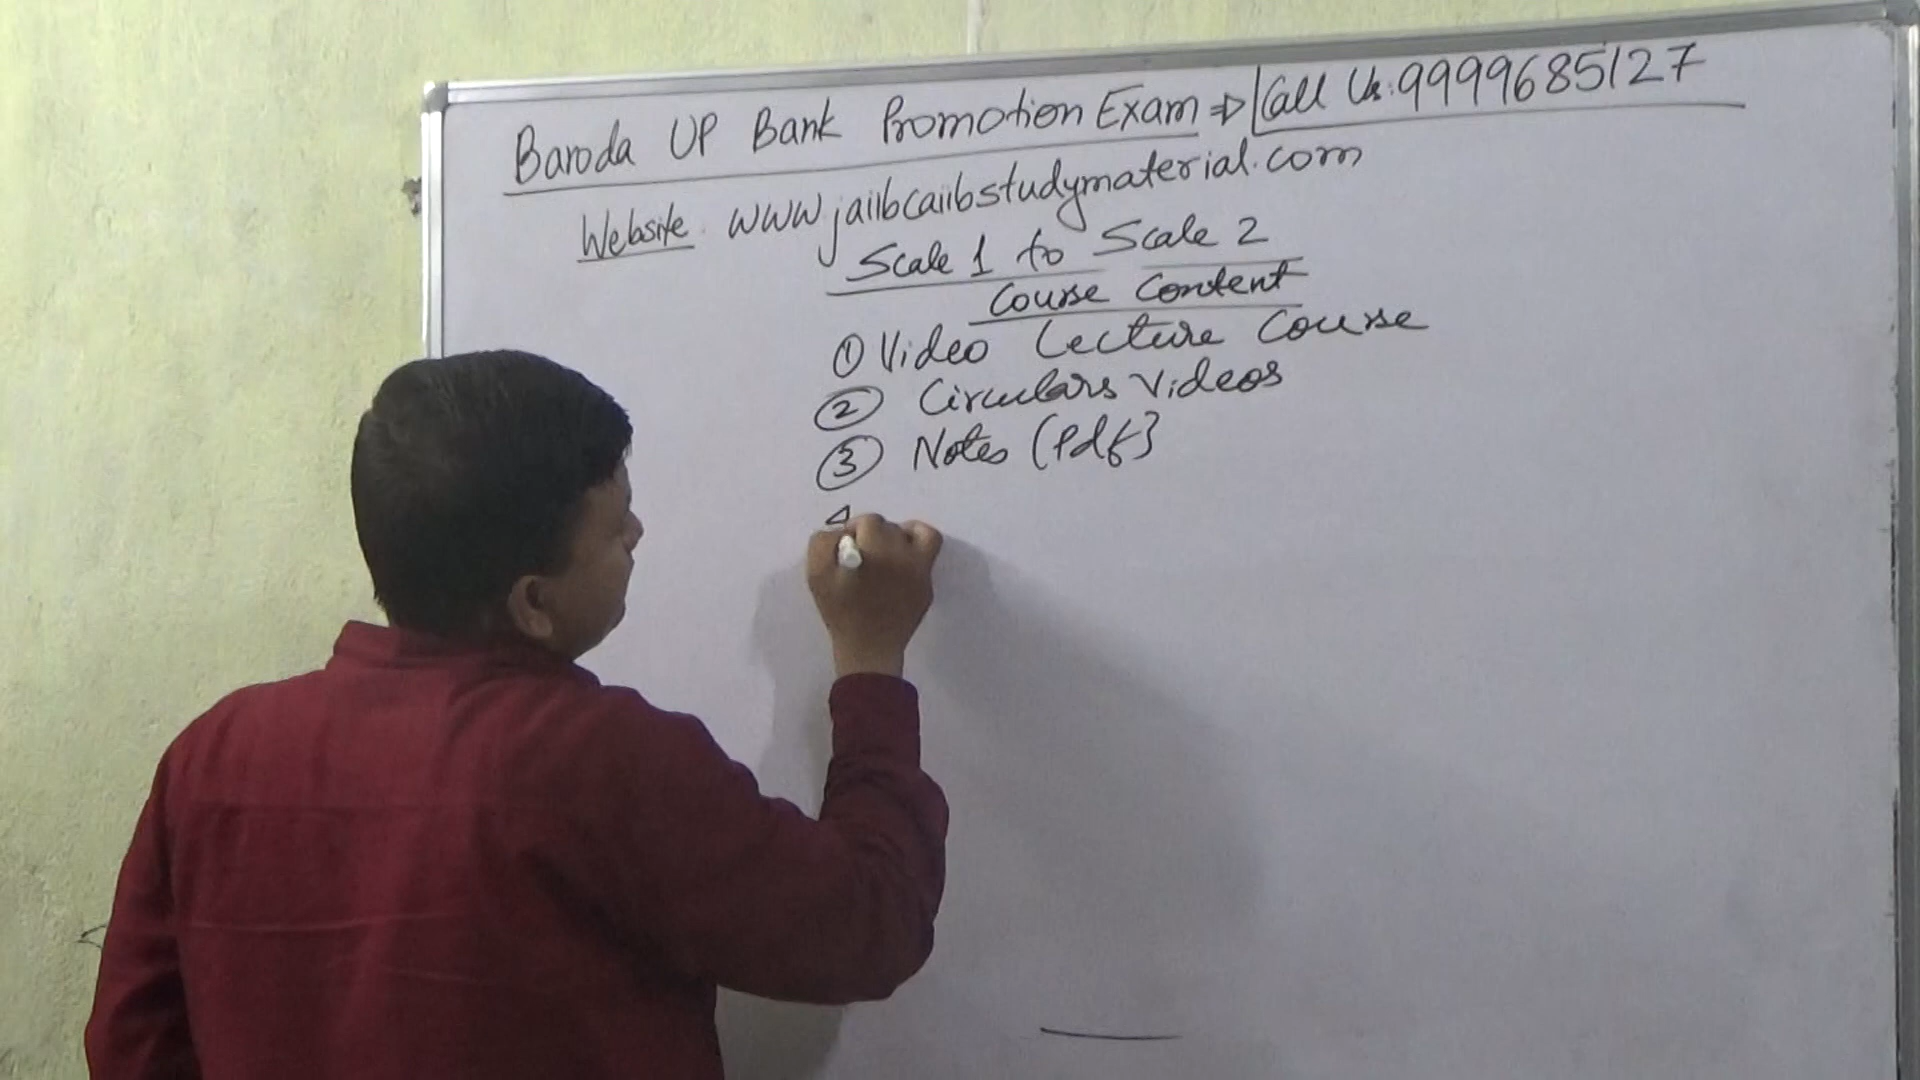 Baroda UP Bank Promotion Exam ⇒ Call Us: 9999685127
Website. www.jaiibcaiibstudymaterial.com
Scale 1 to Scale 2
Course Content
① Video Lecture Course
② Circulars Videos
③ Notes (Pdf}
4